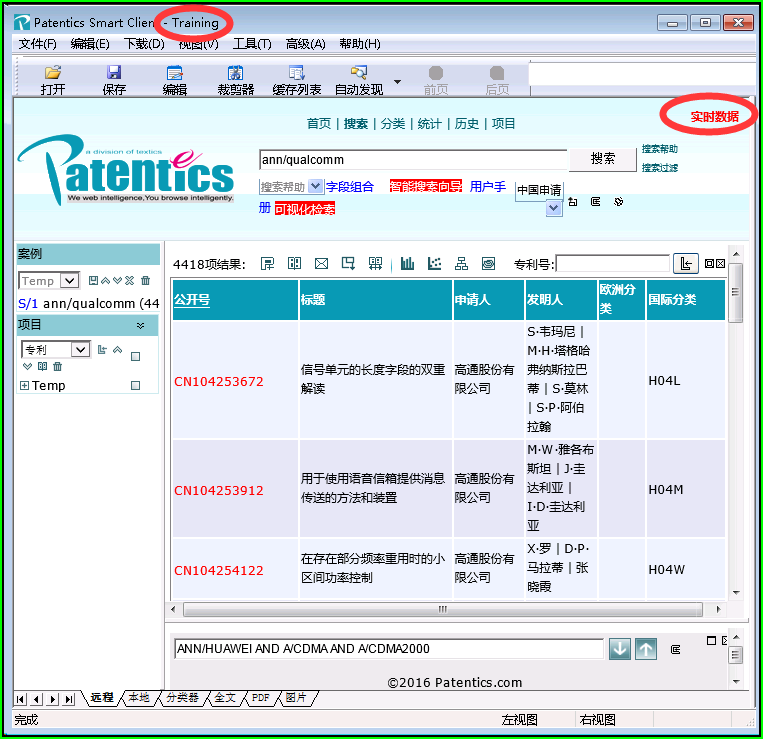 Patentics Smart Client - Training
文件(F) 编辑(E) 下载(D) 视图(V) 工具(T) 高级(A) 帮助(H)
打开 保存 编辑 裁剪器 缓存列表 自动发现 前页 后页
实时数据
首页 | 搜索 | 分类 | 统计 | 历史 | 项目
a division of textics
Patentics
We web intelligence, You browse intelligently.
ann/qualcomm 搜索 搜索帮助
搜索过滤
搜索帮助 字段组合 智能搜索向导 用户手册 可视化检索 中国申请
案例
Temp
S/1 ann/qualcomm (44
项目
专利
Temp
4418项结果: 专利号:
公开号 标题 申请人 发明人 欧洲分类 国际分类
CN104253672 信号单元的长度字段的双重解读 高通股份有限公司 S·韦玛尼 | M·H·塔格哈弗纳斯拉巴蒂 | S·莫林 | S·P·阿伯拉翰 H04L
CN104253912 用于使用语音信箱提供消息传送的方法和装置 高通股份有限公司 M·W·雅各布斯坦 | J·圭达利亚 | I·D·圭达利亚 H04M
CN104254122 在存在部分频率重用时的小区间功率控制 高通股份有限公司 X·罗 | D·P·马拉蒂 | 张晓霞 H04W
ANN/HUAWEI AND A/CDMA AND A/CDMA2000
©2016 Patentics.com
远程 本地 分类器 全文 PDF 图片
完成 左视图 右视图